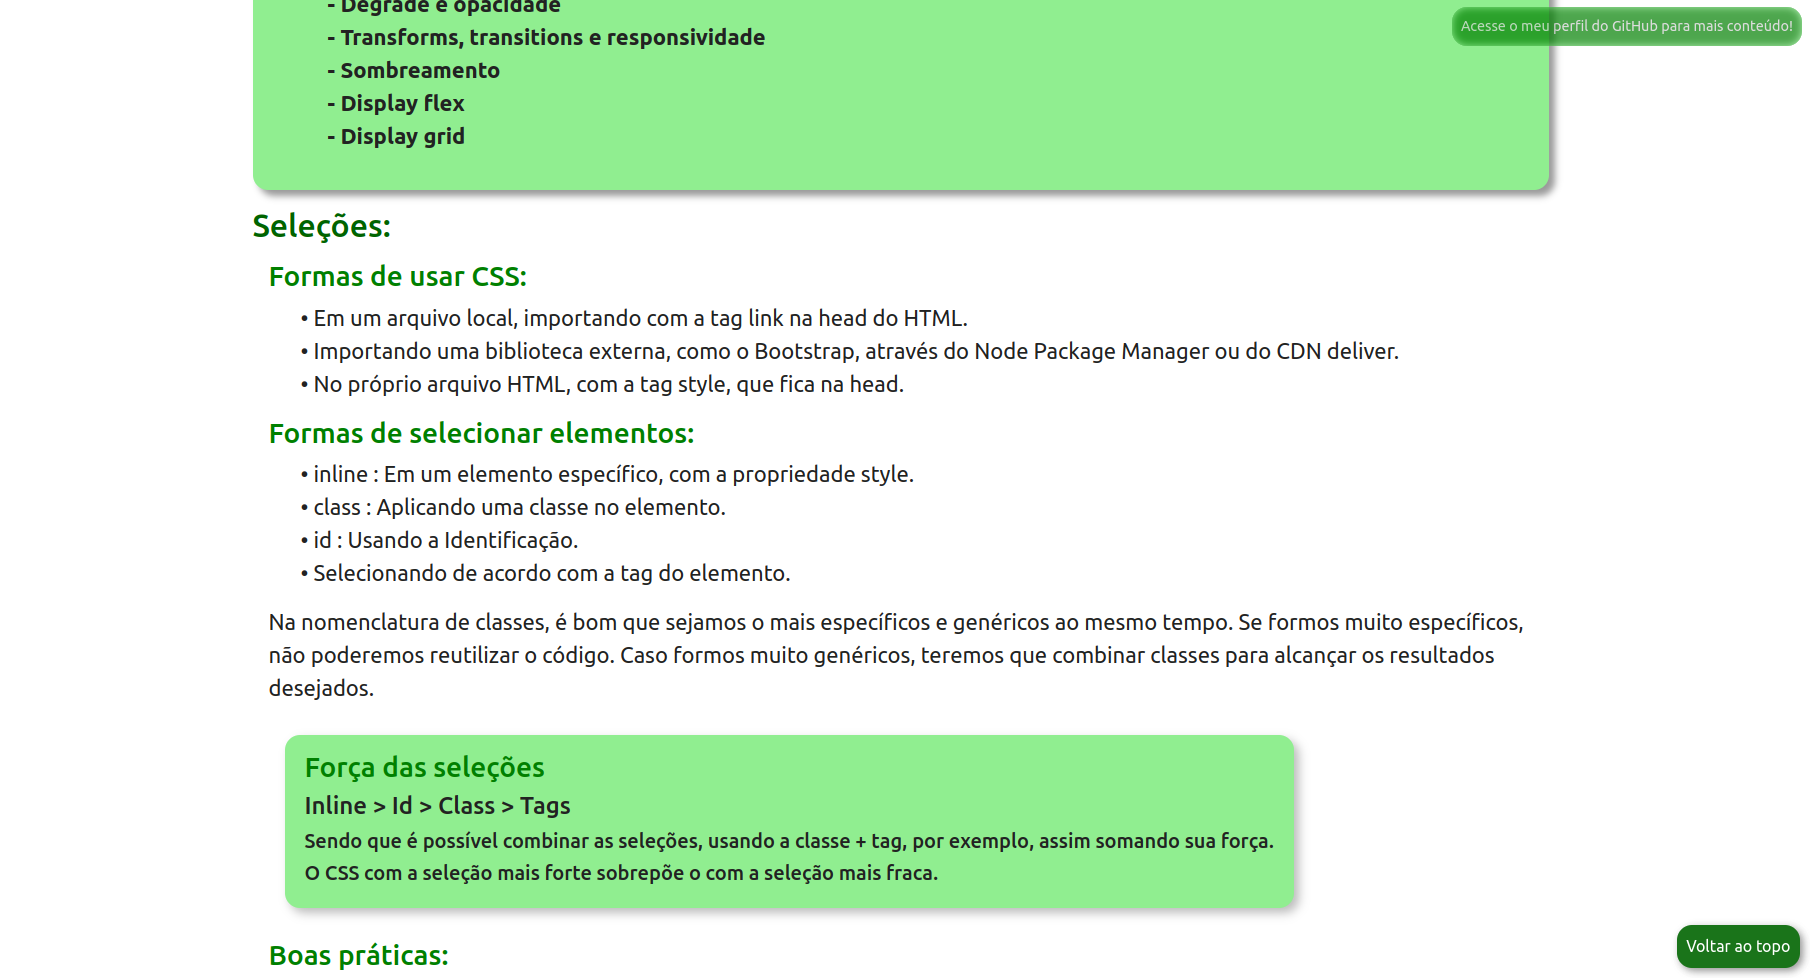 - Degradê e opacidade
- Transforms, transitions e responsividade
- Sombreamento
- Display flex
- Display grid
Acesse o meu perfil do GitHub para mais conteúdo!
Seleções:
Formas de usar CSS:
• Em um arquivo local, importando com a tag link na head do HTML.
• Importando uma biblioteca externa, como o Bootstrap, através do Node Package Manager ou do CDN deliver.
• No próprio arquivo HTML, com a tag style, que fica na head.
Formas de selecionar elementos:
• inline : Em um elemento específico, com a propriedade style.
• class : Aplicando uma classe no elemento.
• id : Usando a Identificação.
• Selecionando de acordo com a tag do elemento.
Na nomenclatura de classes, é bom que sejamos o mais específicos e genéricos ao mesmo tempo. Se formos muito específicos,
não poderemos reutilizar o código. Caso formos muito genéricos, teremos que combinar classes para alcançar os resultados
desejados.
Força das seleções
Inline > Id > Class > Tags
Sendo que é possível combinar as seleções, usando a classe + tag, por exemplo, assim somando sua força.
O CSS com a seleção mais forte sobrepõe o com a seleção mais fraca.
Boas práticas:
Voltar ao topo